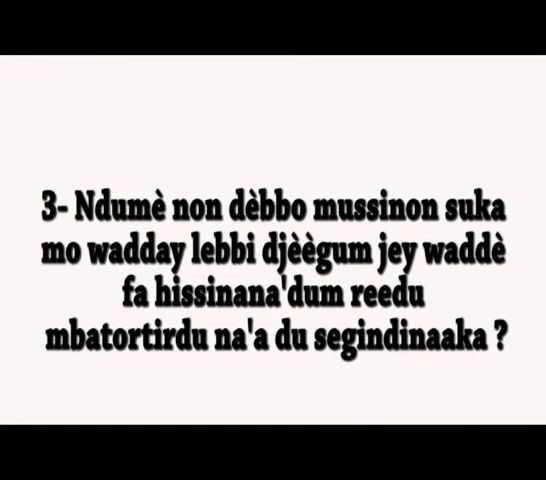 3- Ndumè non dèbbo mussinon suka
mo wadday lebbi djèègum jey waddè
fa hissinana'dum reedu
mbatortirdu na'a du segindinaaka ?